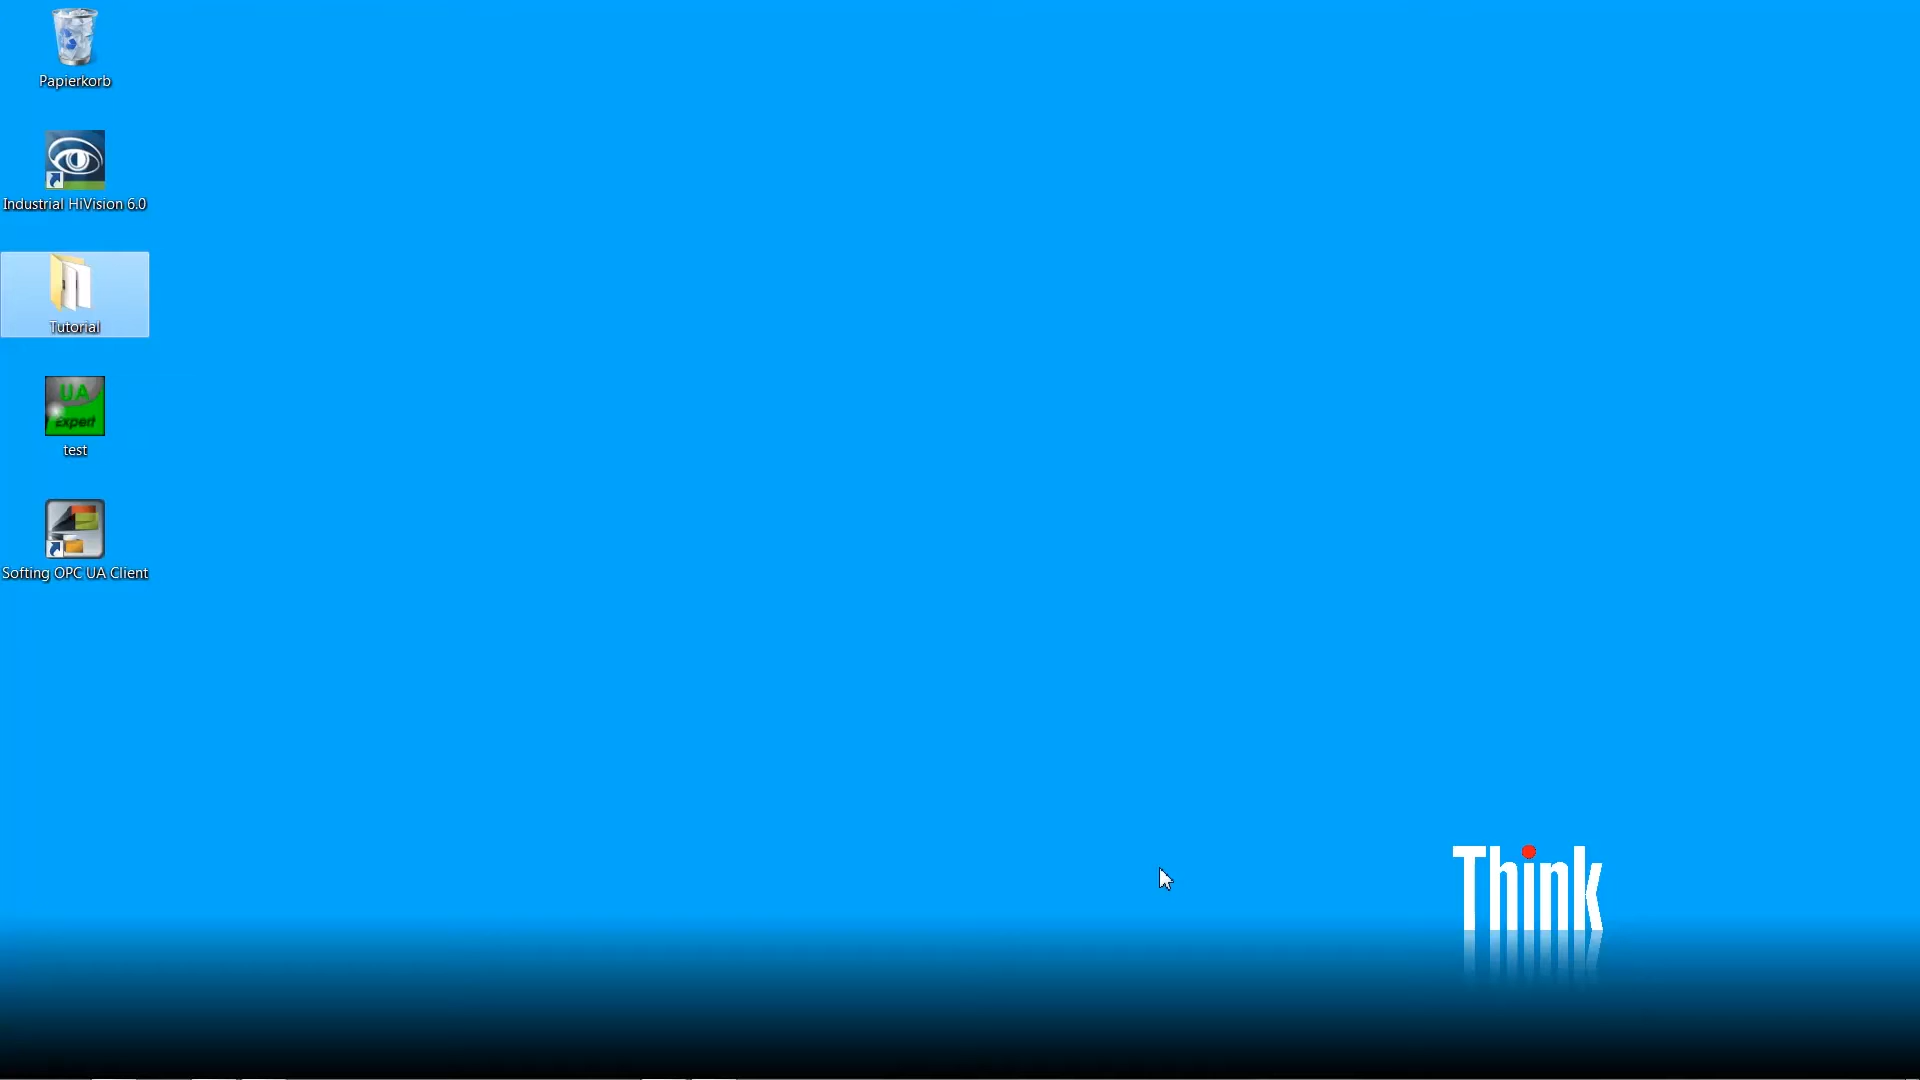 Papierkorb
Industrial HiVision 6.0
Tutorial
UA
Expert
test
Softing OPC UA Client
Think